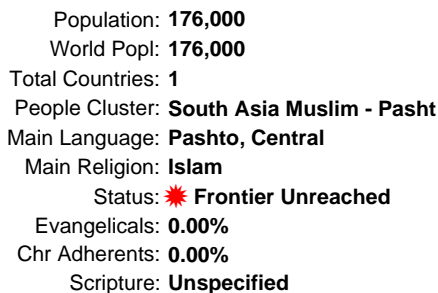 Population: 176,000
World Popl: 176,000
Total Countries: 1
People Cluster: South Asia Muslim - Pasht
Main Language: Pashto, Central
Main Religion: Islam
Status: Frontier Unreached
Evangelicals: 0.00%
Chr Adherents: 0.00%
Scripture: Unspecified